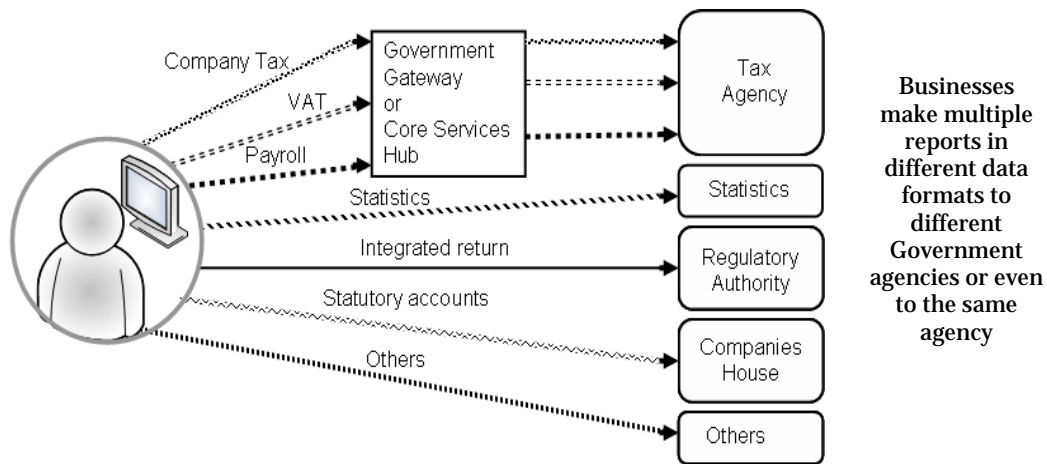 Company Tax
VAT
Payroll
Statistics
Integrated return
Statutory accounts
Others
Government
Gateway
or
Core Services
Hub
Tax
Agency
Statistics
Regulatory
Authority
Companies
House
Others
Businesses
make multiple
reports in
different data
formats to
different
Government
agencies or even
to the same
agency